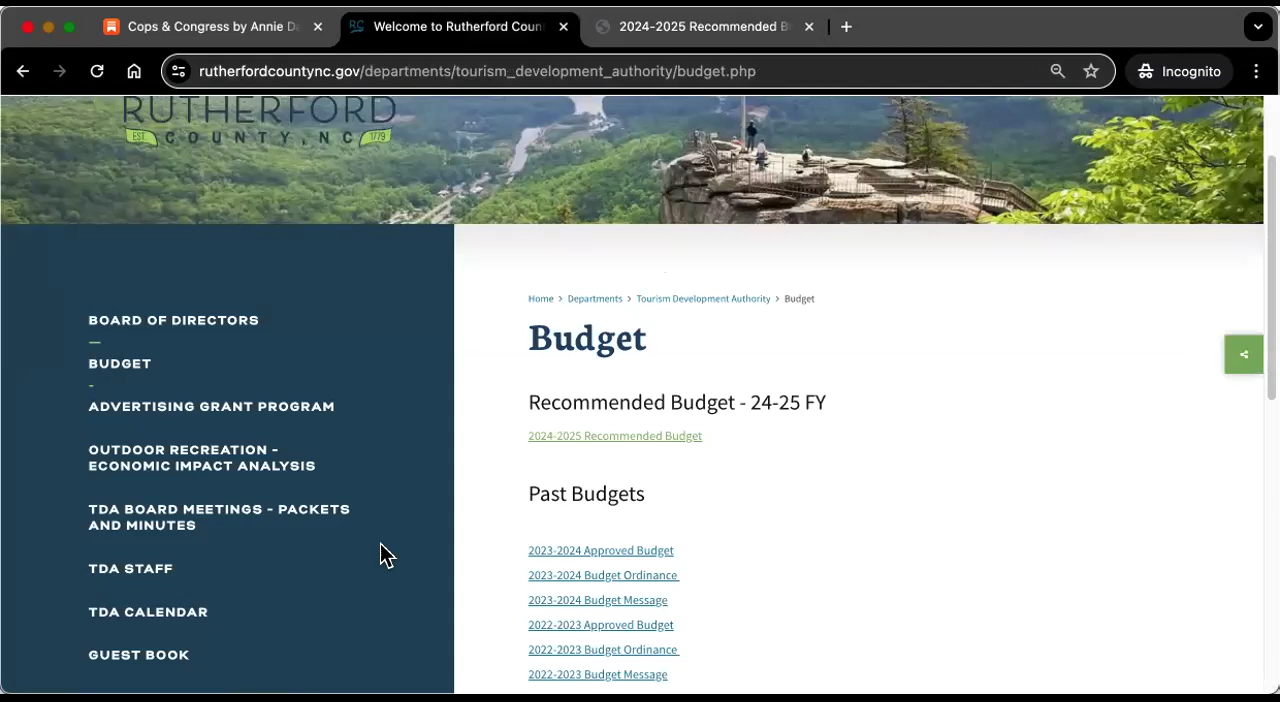 Cops & Congress by Annie De
Welcome to Rutherford Coun
2024-2025 Recommended B
rutherfordcountync.gov/departments/tourism_development_authority/budget.php
Incognito
RUTHERFORD
EST COUNTY, NC 1779
BOARD OF DIRECTORS
BUDGET
ADVERTISING GRANT PROGRAM
OUTDOOR RECREATION -
ECONOMIC IMPACT ANALYSIS
TDA BOARD MEETINGS - PACKETS
AND MINUTES
TDA STAFF
TDA CALENDAR
GUEST BOOK
Home > Departments > Tourism Development Authority > Budget
Budget
Recommended Budget - 24-25 FY
2024-2025 Recommended Budget
Past Budgets
2023-2024 Approved Budget
2023-2024 Budget Ordinance
2023-2024 Budget Message
2022-2023 Approved Budget
2022-2023 Budget Ordinance
2022-2023 Budget Message